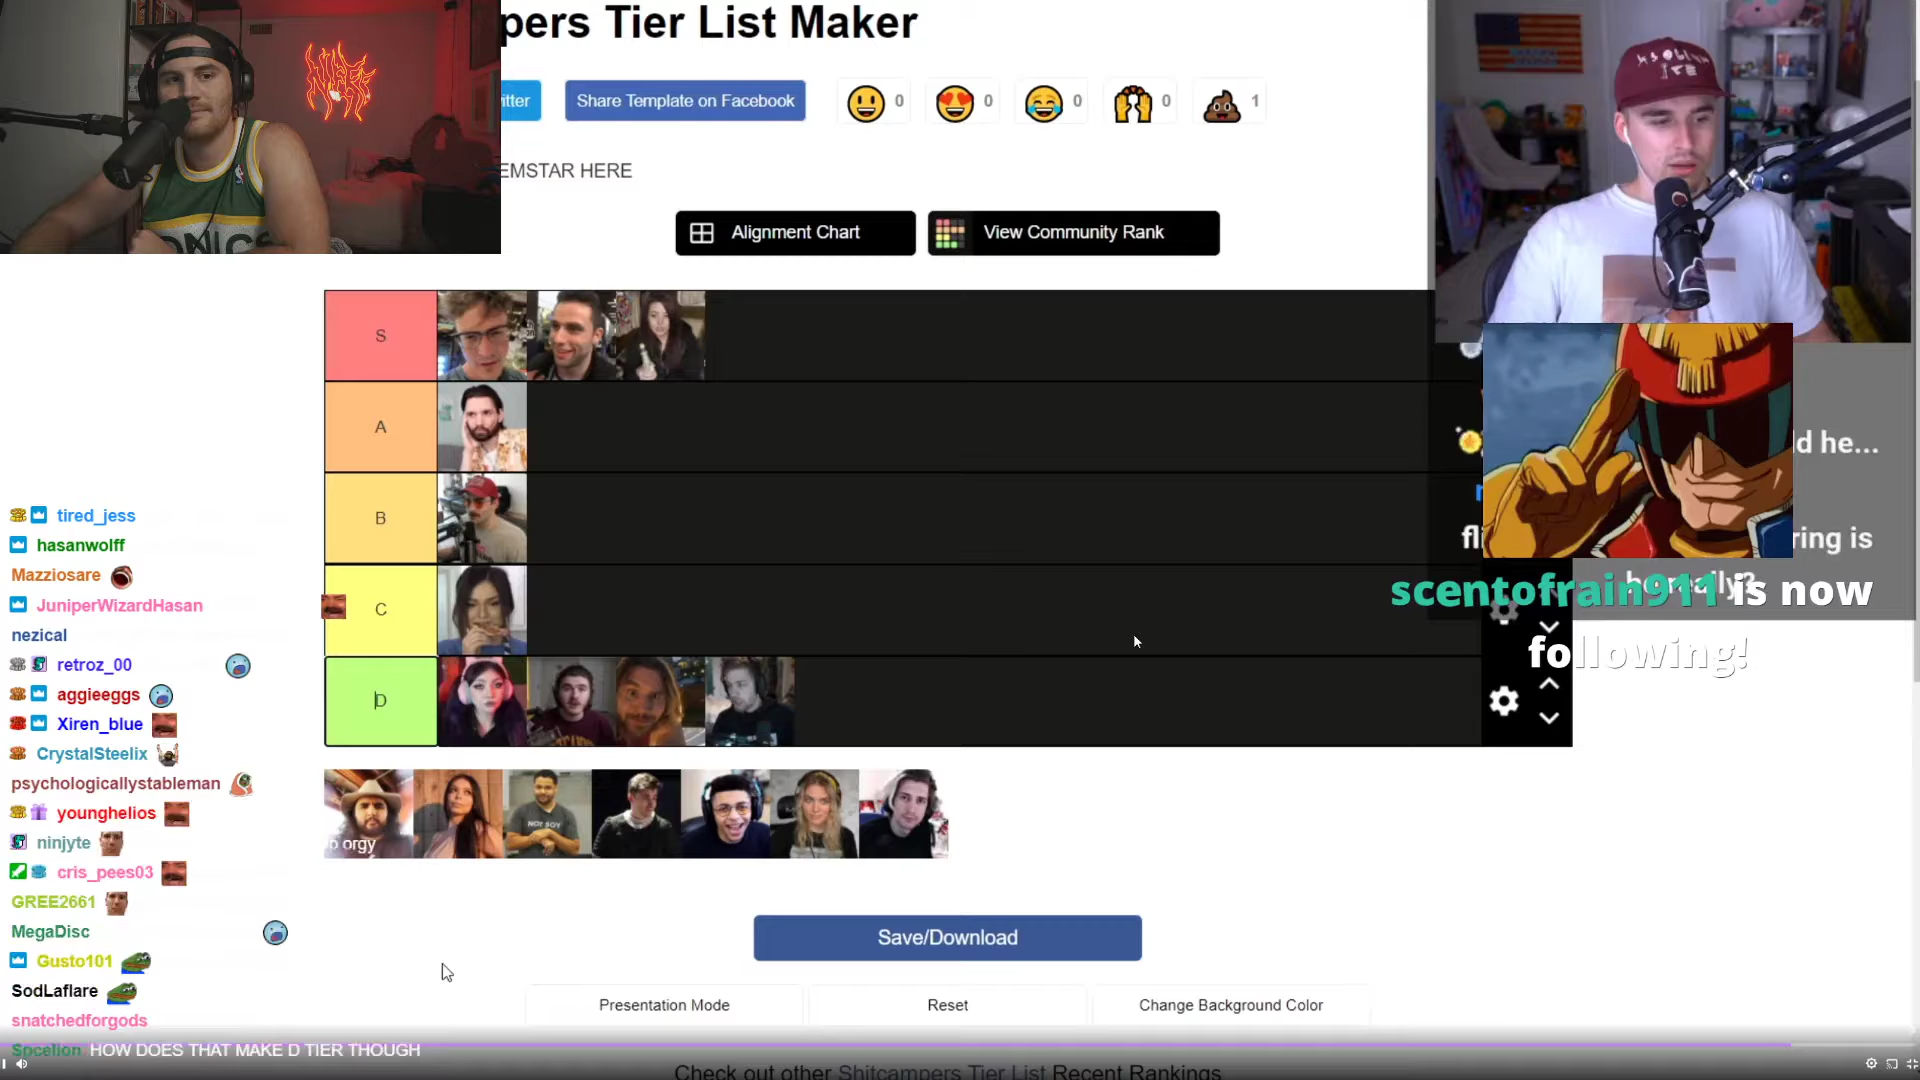 pers Tier List Maker
itter
Share Template on Facebook
0
0
0
0
1
EMSTAR HERE
Alignment Chart
View Community Rank
S
A
B
C
D
NOT SOY
orgy
d he...
ring is
scentofrain911 is now
following!
tired_jess
hasanwolff
Mazziosare
JuniperWizardHasan
nezical
retroz_00
aggieeggs
Xiren_blue
CrystalSteelix
psychologicallystableman
younghelios
ninjyte
cris_pees03
GREE2661
MegaDisc
Gusto101
SodLaflare
snatchedforgods
Spcelion HOW DOES THAT MAKE D TIER THOUGH
Save/Download
Presentation Mode
Reset
Change Background Color
Check out other Shitcampers Tier List Recent Rankings